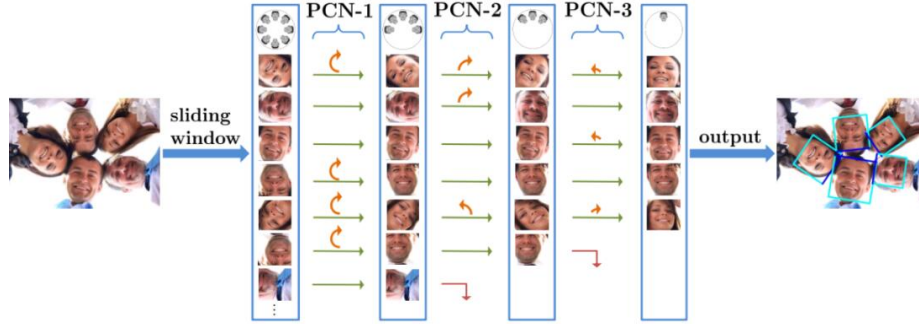 PCN-1
PCN-2
PCN-3
sliding
window
output
...